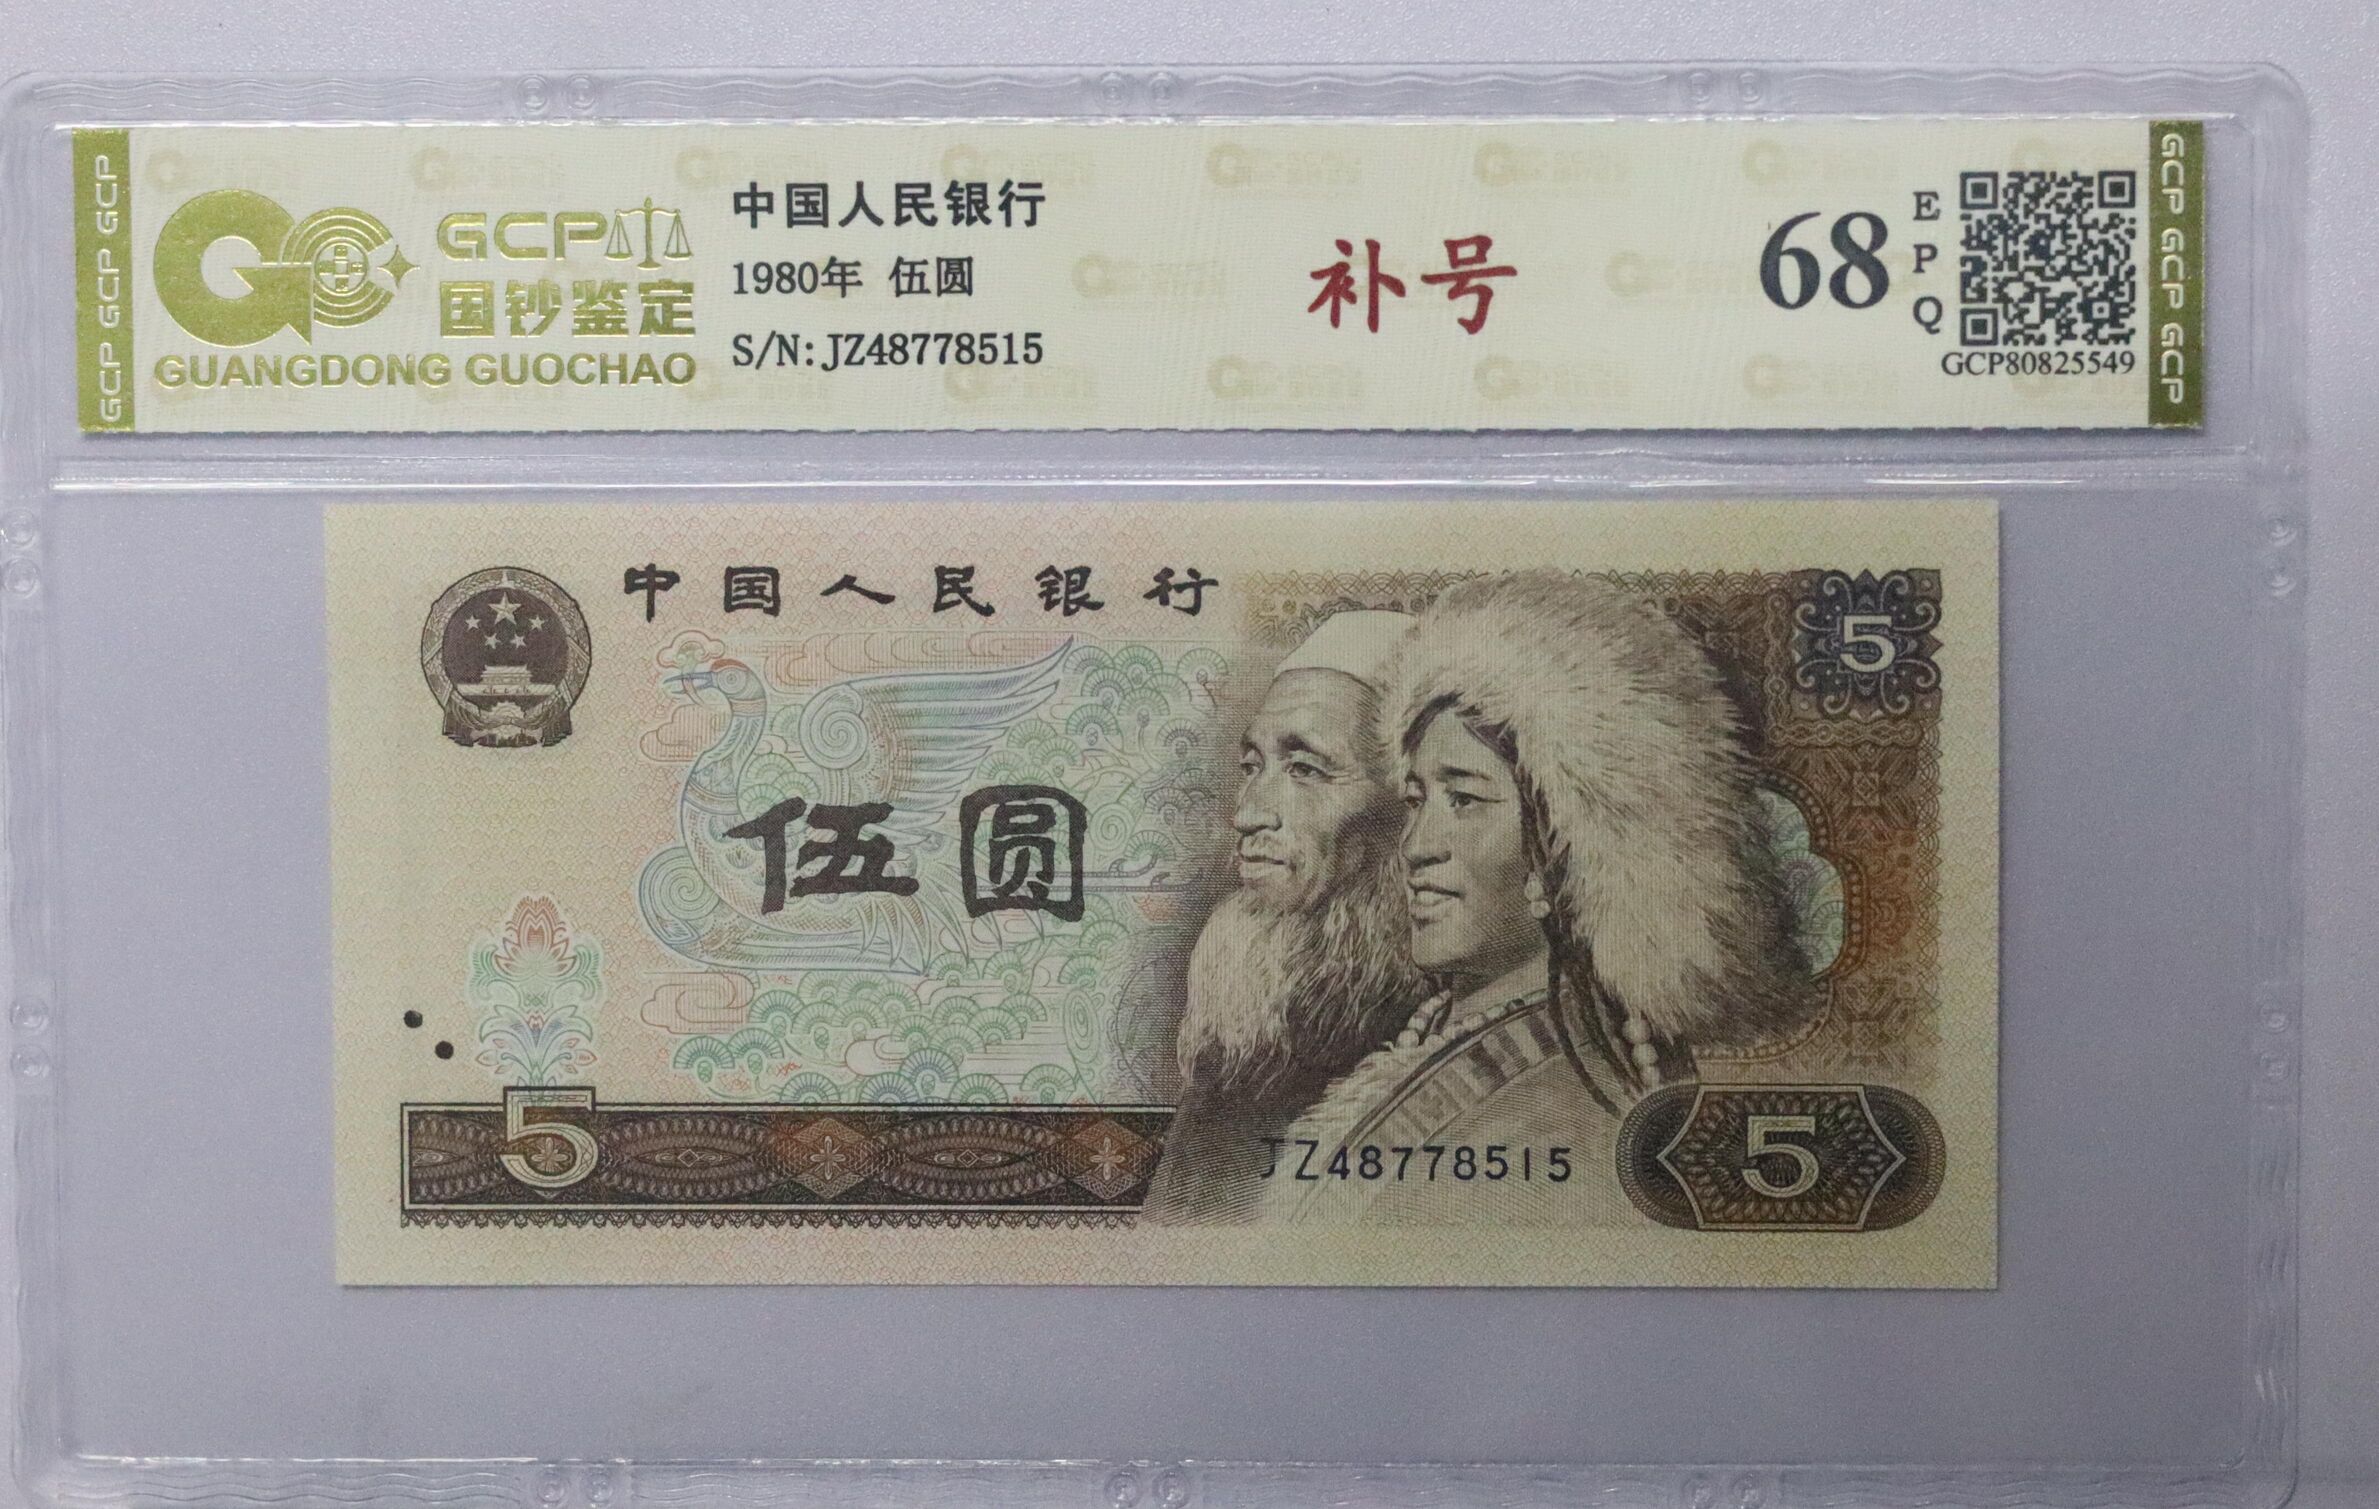 GCP GCP GCP
GCP
国钞鉴定
GUANGDONG GUOCHAO
中国人民银行
1980年 伍圆
S/N: JZ48778515
补号
68
E
P
Q
GCP80825549
GCP GCP GCP
中国人民银行
5
伍圆
5
JZ48778515
5